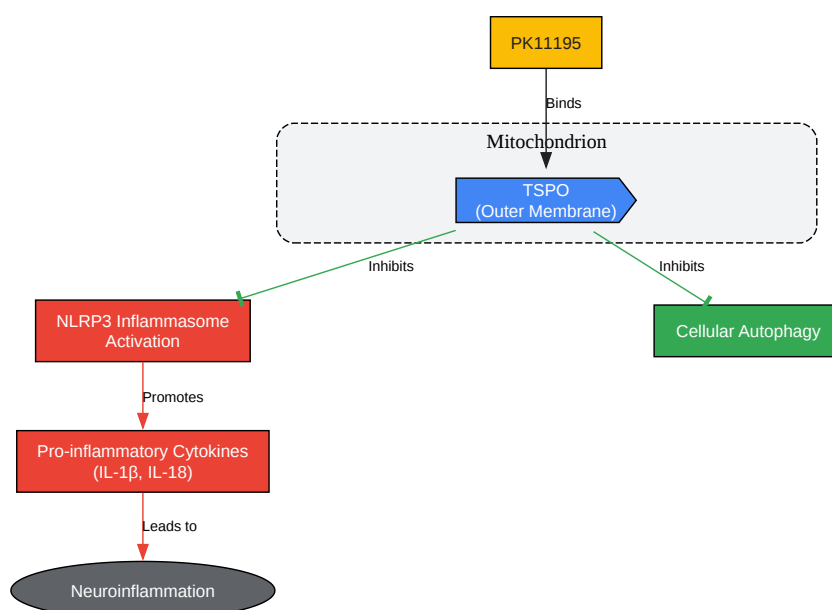 PK11195
Binds
Mitochondrion
TSPO
(Outer Membrane)
Inhibits
Inhibits
NLRP3 Inflammasome
Activation
Cellular Autophagy
Promotes
Pro-inflammatory Cytokines
(IL-1β, IL-18)
Leads to
Neuroinflammation